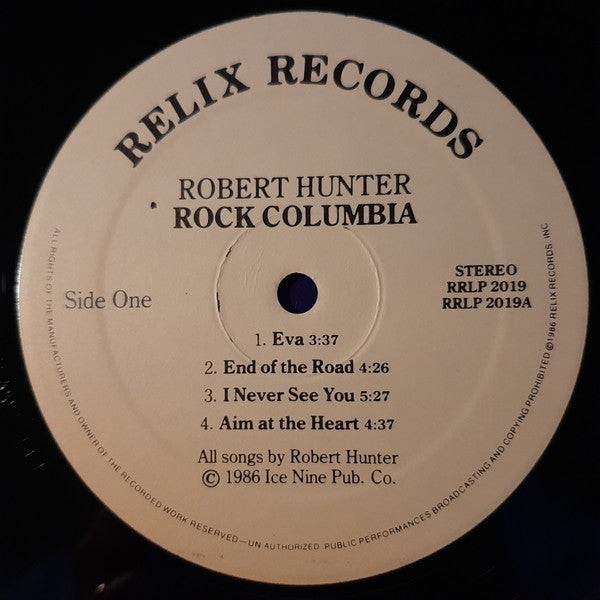 RELIX RECORDS
ROBERT HUNTER
ROCK COLUMBIA
Side One
STEREO
RRLP 2019
RRLP 2019A
1. Eva 3:37
2. End of the Road 4:26
3. I Never See You 5:27
4. Aim at the Heart 4:37
All songs by Robert Hunter
© 1986 Ice Nine Pub. Co.
ALL RIGHTS OF THE MANUFACTURERS AND OWNER OF THE RECORDED WORK RESERVED—UNAUTHORIZED PUBLIC PERFORMANCES BROADCASTING AND COPYING PROHIBITED ©1986 RELIX RECORDS, INC